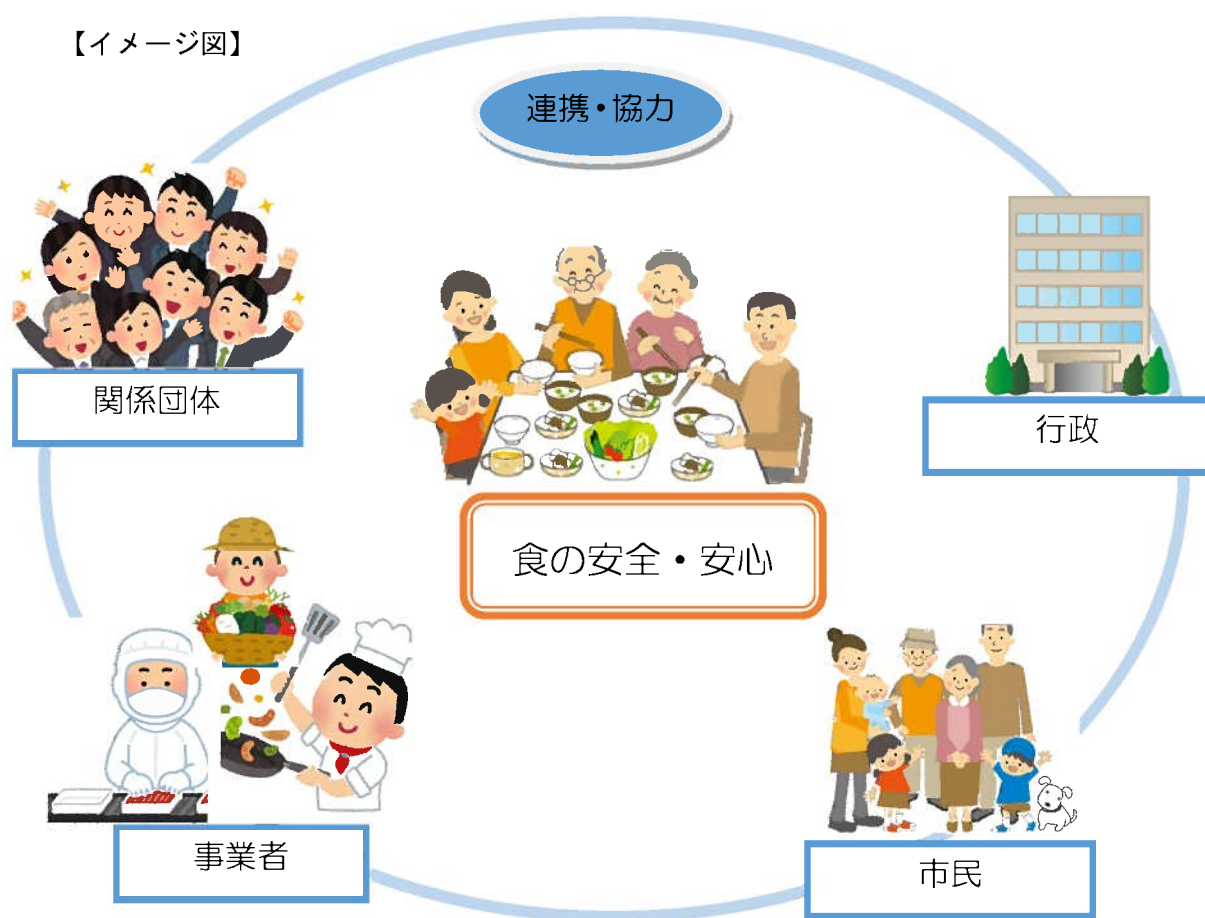 【イメージ図】
連携・協力
関係団体
行政
食の安全・安心
事業者
市民